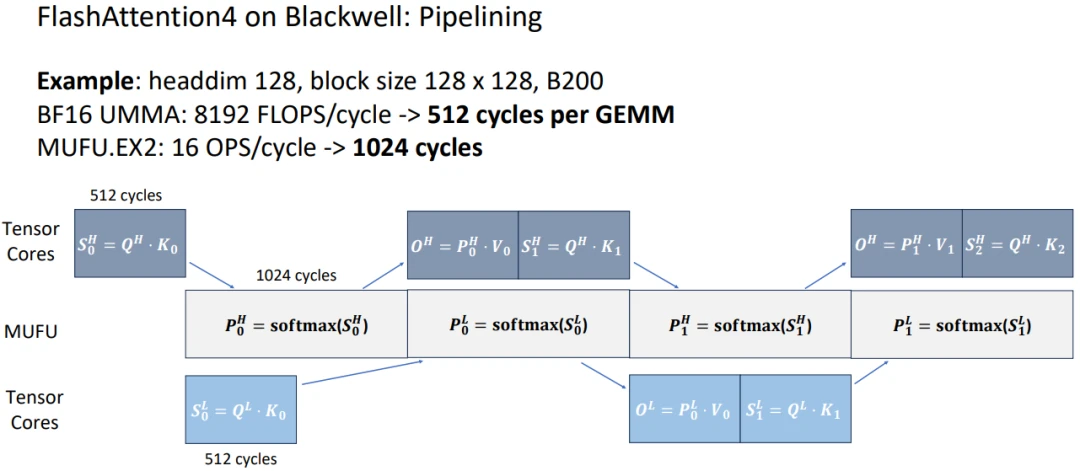 FlashAttention4 on Blackwell: Pipelining
Example: headdim 128, block size 128 x 128, B200
BF16 UMMA: 8192 FLOPS/cycle -> 512 cycles per GEMM
MUFU.EX2: 16 OPS/cycle -> 1024 cycles
512 cycles
Tensor
Cores
S₀ᴴ = Qᴴ · K₀
Oᴴ = P₀ᴴ · V₀
S₁ᴴ = Qᴴ · K₁
Oᴴ = P₁ᴴ · V₁
S₂ᴴ = Qᴴ · K₂
1024 cycles
MUFU
P₀ᴴ = softmax(S₀ᴴ)
P₀ᴸ = softmax(S₀ᴸ)
P₁ᴴ = softmax(S₁ᴴ)
P₁ᴸ = softmax(S₁ᴸ)
Tensor
Cores
S₀ᴸ = Qᴸ · K₀
Oᴸ = P₀ᴸ · V₀
S₁ᴸ = Qᴸ · K₁
512 cycles